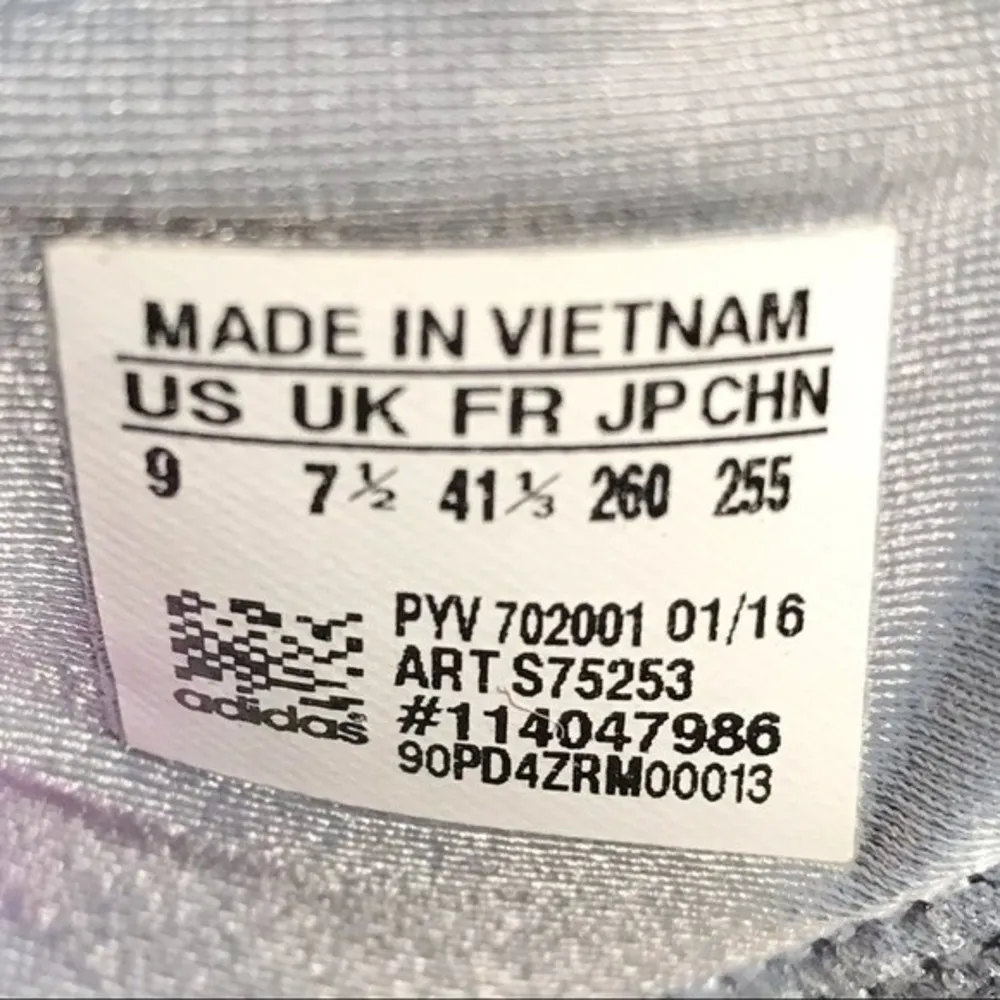 MADE IN VIETNAM
US UK FR JP CHN
9 7½ 41⅓ 260 255
PYV 702001 01/16
ART S75253
#114047986
90PD4ZRM00013
adidas